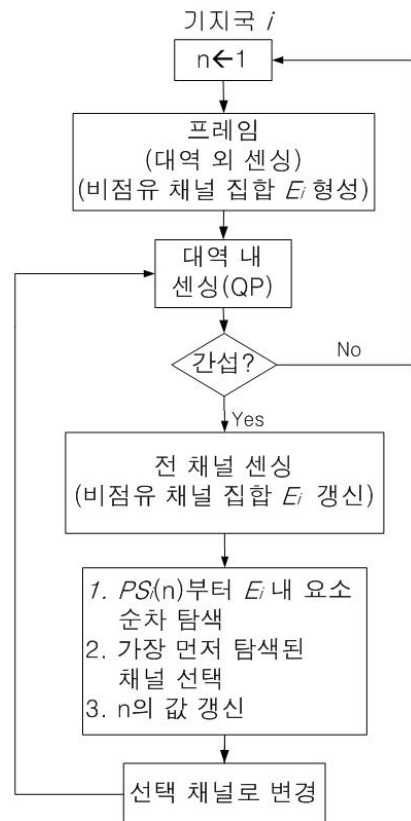 기지국 i
n←1
프레임
(대역 외 센싱)
(비점유 채널 집합 Ei 형성)
대역 내
센싱(QP)
간섭?
No
Yes
전 채널 센싱
(비점유 채널 집합 Ei 갱신)
1. PSi(n)부터 Ei 내 요소
순차 탐색
2. 가장 먼저 탐색된
채널 선택
3. n의 값 갱신
선택 채널로 변경